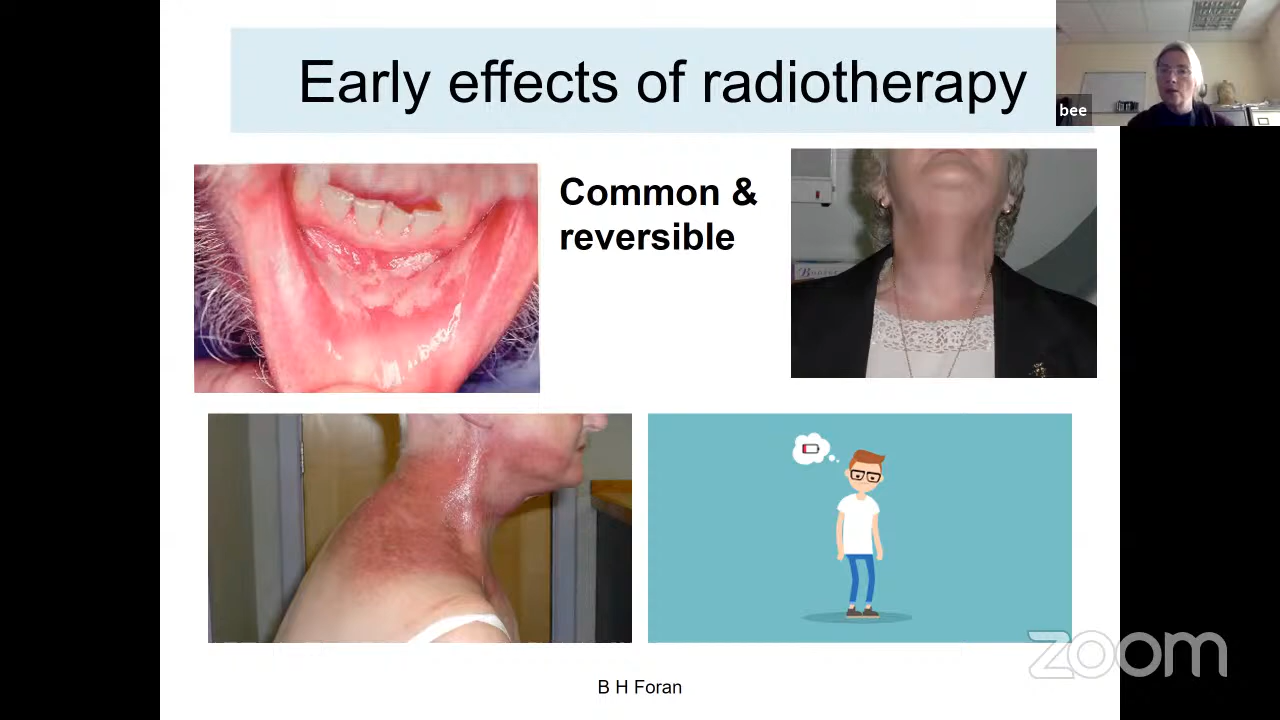 Early effects of radiotherapy
bee
Common &
reversible
B H Foran
zoom